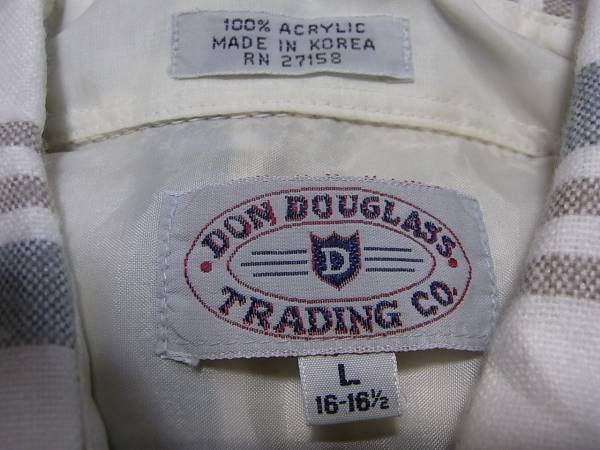 100% ACRYLIC
MADE IN KOREA
RN 27158
DON DOUGLASS
D
TRADING CO.
L
16-16½